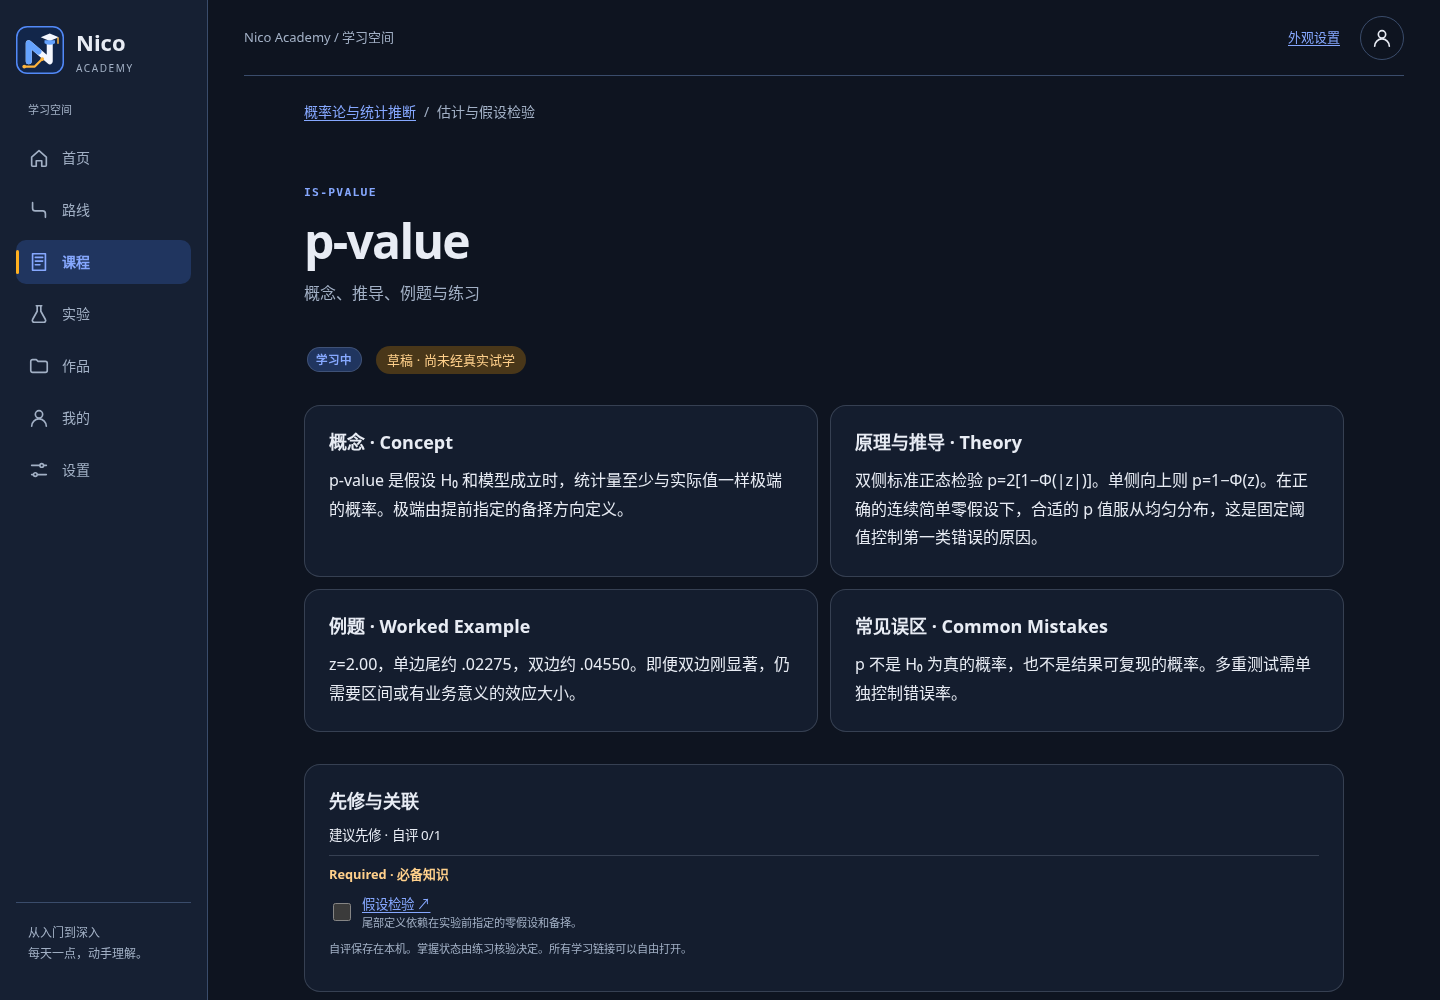 Nico
ACADEMY
学习空间
首页
路线
课程
实验
作品
我的
设置
从入门到深入
每天一点，动手理解。
Nico Academy / 学习空间
外观设置
概率论与统计推断 / 估计与假设检验
IS-PVALUE
p-value
概念、推导、例题与练习
学习中
草稿 · 尚未经真实试学
概念 · Concept
p-value 是假设 H₀ 和模型成立时，统计量至少与实际值一样极端
的概率。极端由提前指定的备择方向定义。
原理与推导 · Theory
双侧标准正态检验 p=2[1−Φ(|z|)]。单侧向上则 p=1−Φ(z)。在正
确的连续简单零假设下，合适的 p 值服从均匀分布，这是固定阈
值控制第一类错误的原因。
例题 · Worked Example
z=2.00，单边尾约 .02275，双边约 .04550。即便双边刚显著，仍
需要区间或有业务意义的效应大小。
常见误区 · Common Mistakes
p 不是 H₀ 为真的概率，也不是结果可复现的概率。多重测试需单
独控制错误率。
先修与关联
建议先修 · 自评 0/1
Required · 必备知识
假设检验 ↗
尾部定义依赖在实验前指定的零假设和备择。
自评保存在本机。掌握状态由练习核验决定。所有学习链接可以自由打开。